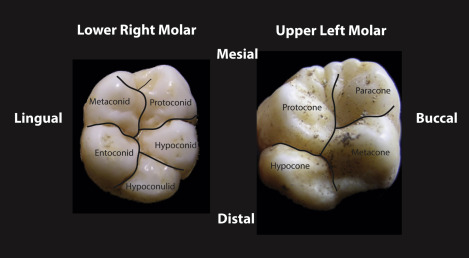 Lower Right Molar
Upper Left Molar
Mesial
Metaconid
Protoconid
Paracone
Protocone
Lingual
Buccal
Entoconid
Hypoconid
Metacone
Hypocone
Hypoconulid
Distal